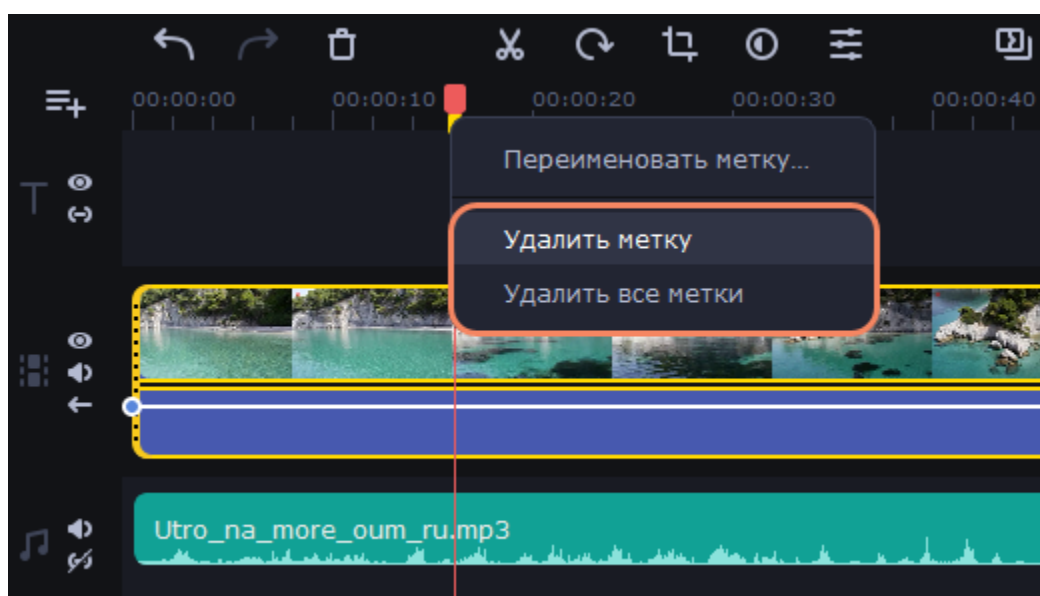 00:00:00 00:00:10 00:00:20 00:00:30 00:00:40
Переименовать метку...
Удалить метку
Удалить все метки
Utro_na_more_oum_ru.mp3